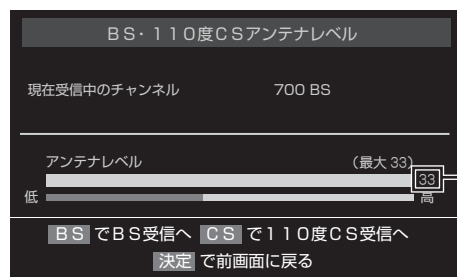 BS・110度CSアンテナレベル
現在受信中のチャンネル 700 BS
アンテナレベル (最大 33)
33
低 高
BS でBS受信へ CS で110度CS受信へ
決定 で前画面に戻る